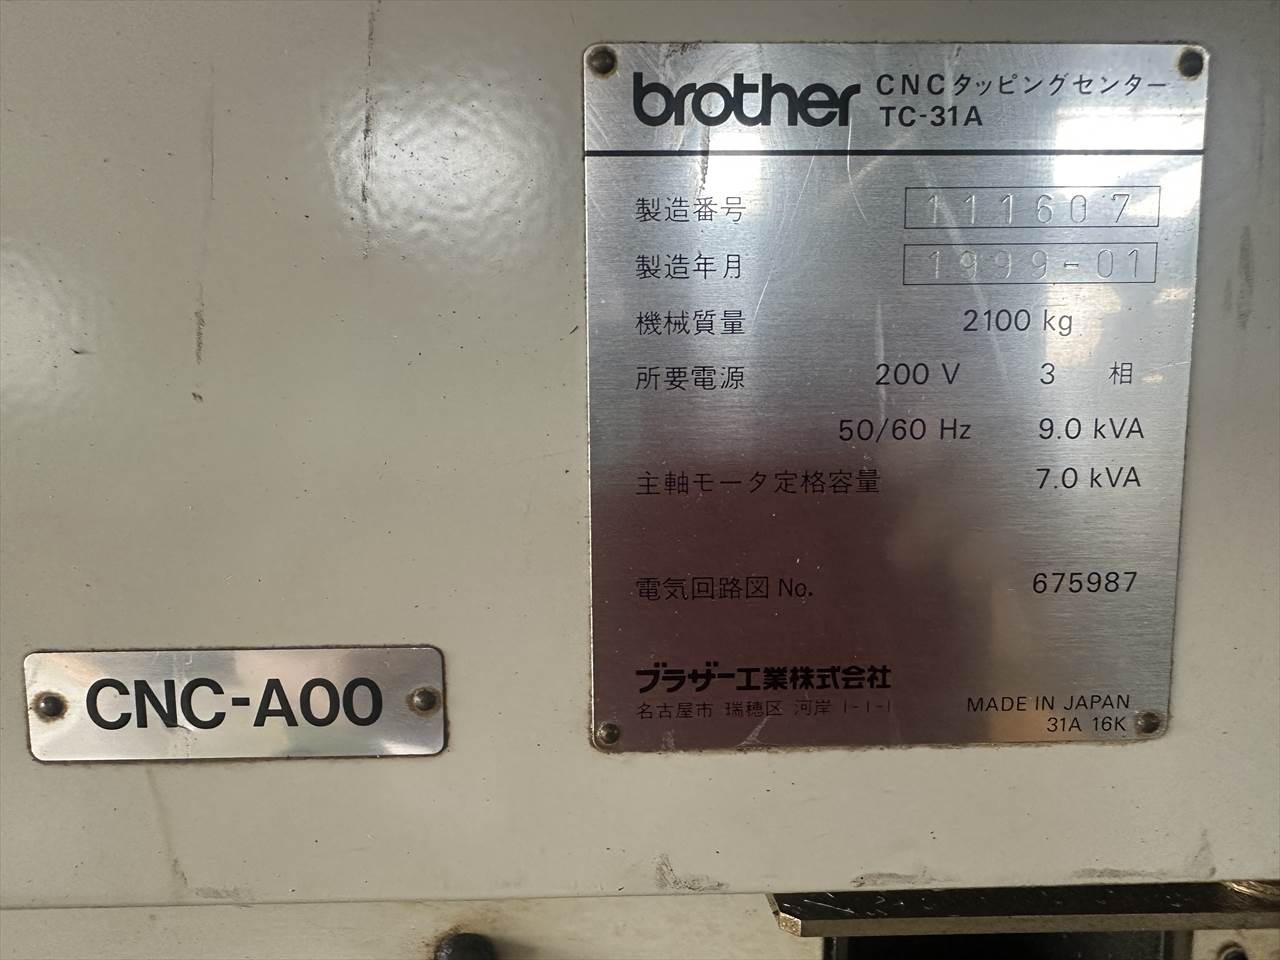 brother CNCタッピングセンター
TC-31A
製造番号 111607
製造年月 1999-01
機械質量 2100 kg
所要電源 200 V 3 相
50/60 Hz 9.0 kVA
主軸モータ定格容量 7.0 kVA
電気回路図 No. 675987
ブラザー工業株式会社
名古屋市 瑞穂区 河岸 1-1-1
MADE IN JAPAN
31A 16K
CNC-A00